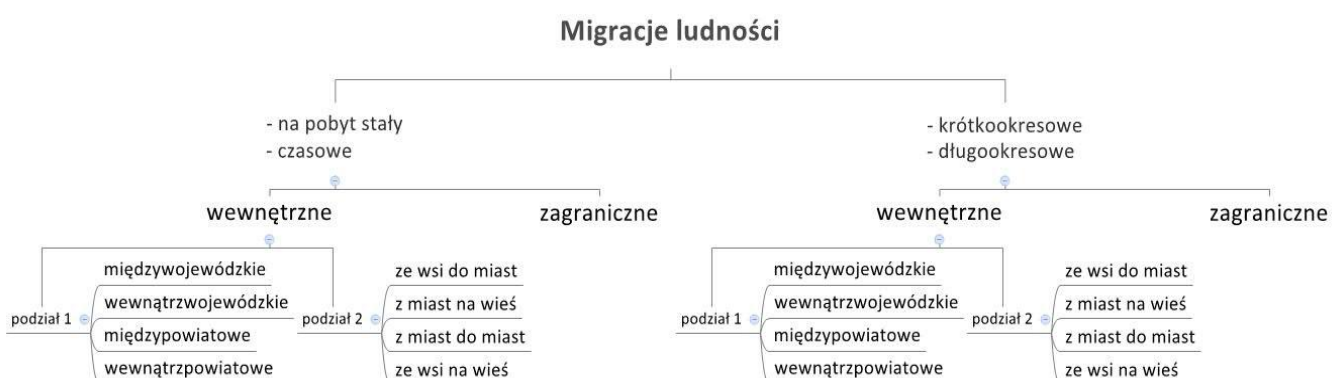 Migracje ludności
- na pobyt stały
- czasowe
- krótkookresowe
- długookresowe
wewnętrzne
zagraniczne
wewnętrzne
zagraniczne
podział 1
międzywojewódzkie
wewnątrzwojewódzkie
międzypowiatowe
wewnątrzpowiatowe
podział 2
ze wsi do miast
z miast na wieś
z miast do miast
ze wsi na wieś
podział 1
międzywojewódzkie
wewnątrzwojewódzkie
międzypowiatowe
wewnątrzpowiatowe
podział 2
ze wsi do miast
z miast na wieś
z miast do miast
ze wsi na wieś